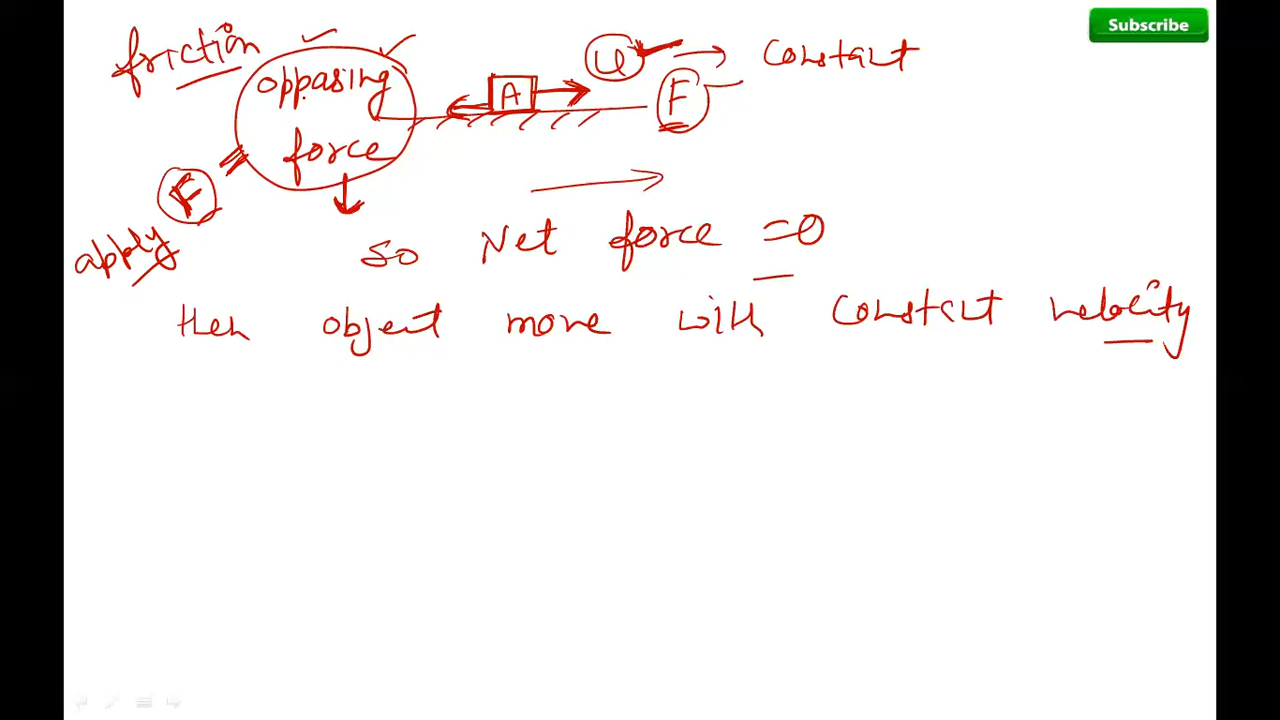 Subscribe
friction
opposing
force
A
u
constant
F
F
apply
so Net force =0
then object move with constant velocity